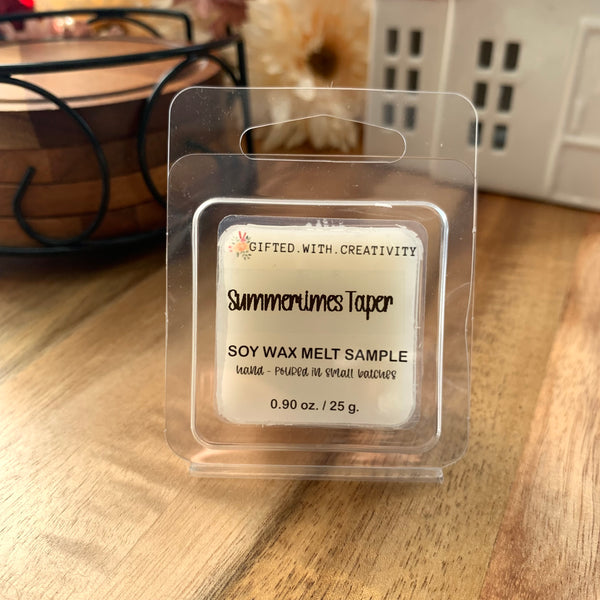 GIFTED.WITH.CREATIVITY
Summertimes Taper
SOY WAX MELT SAMPLE
hand - Poured in small batches
0.90 oz. / 25 g.